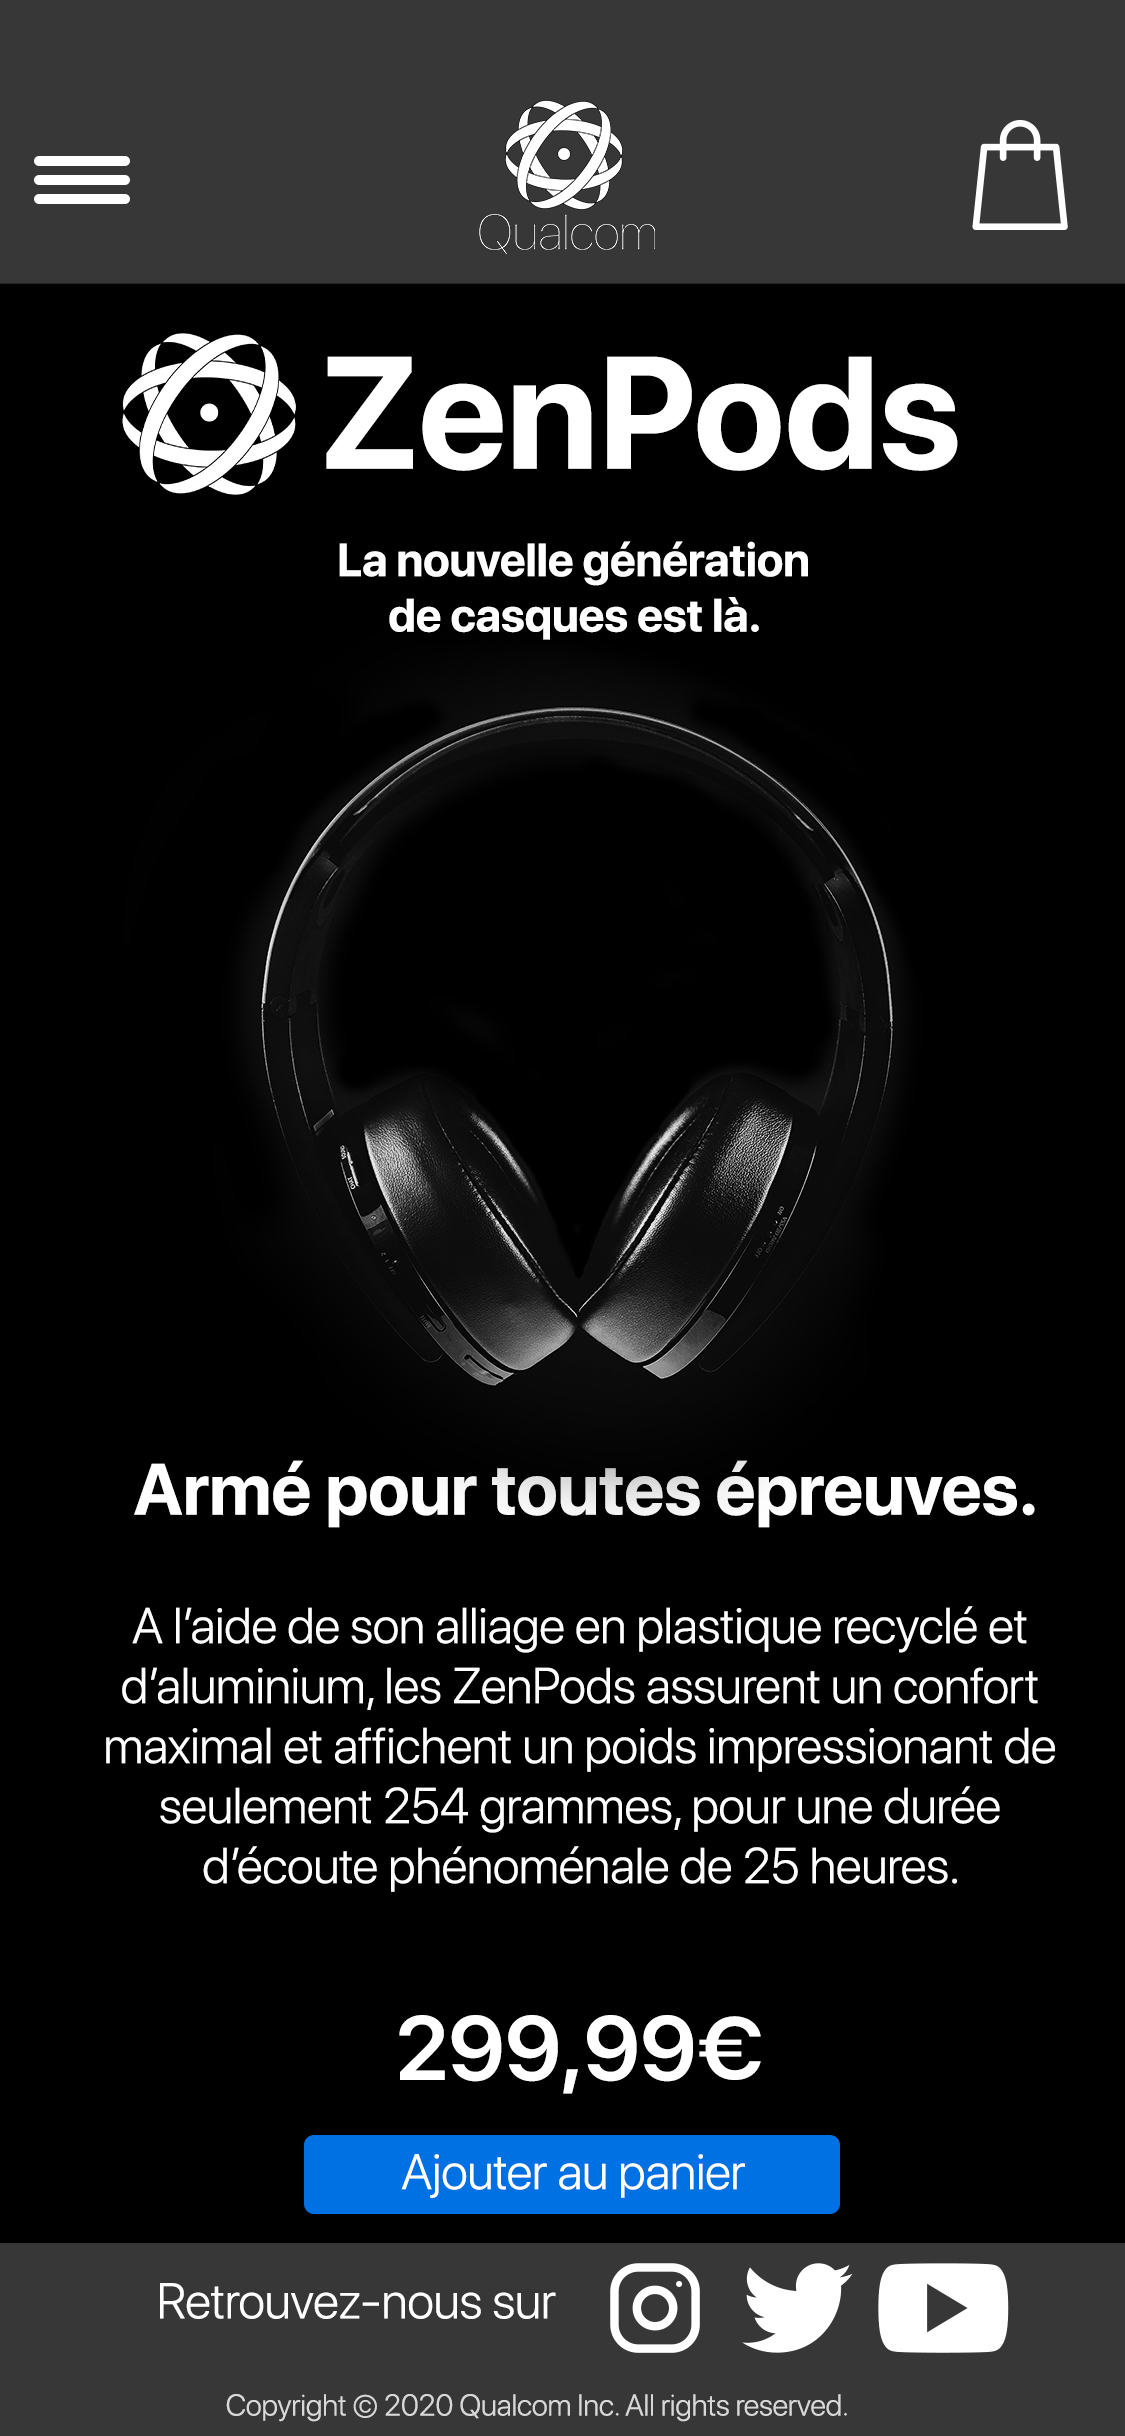 Qualcom
ZenPods
La nouvelle génération
de casques est là.
Armé pour toutes épreuves.
A l’aide de son alliage en plastique recyclé et
d’aluminium, les ZenPods assurent un confort
maximal et affichent un poids impressionant de
seulement 254 grammes, pour une durée
d’écoute phénoménale de 25 heures.
299,99€
Ajouter au panier
Retrouvez-nous sur
Copyright © 2020 Qualcom Inc. All rights reserved.